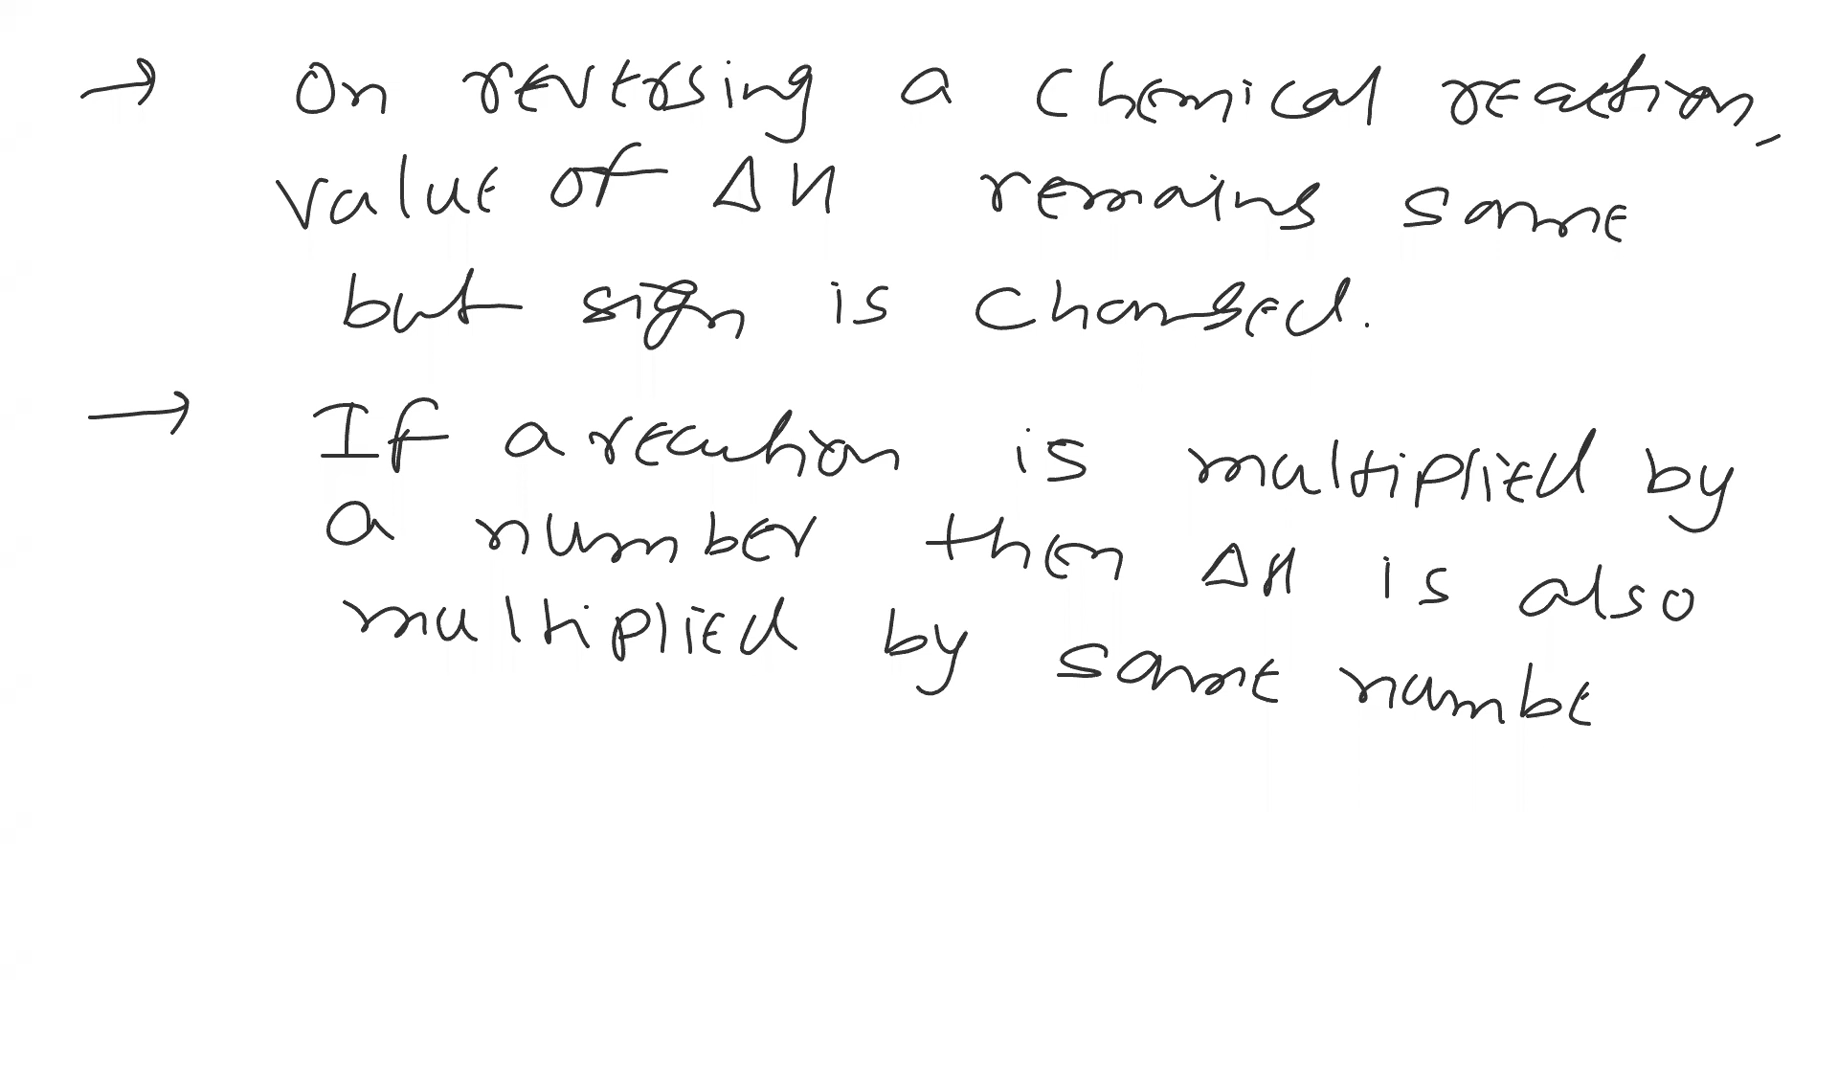 → On reversing a chemical reaction,
value of ΔH remains same
but sign is changed.
→ If a reaction is multiplied by
a number then ΔH is also
multiplied by same numbe